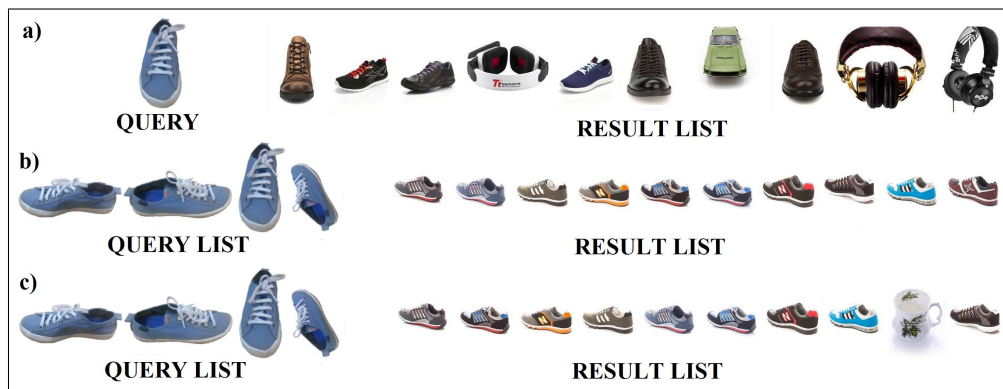 a)
QUERY
RESULT LIST
b)
QUERY LIST
RESULT LIST
c)
QUERY LIST
RESULT LIST